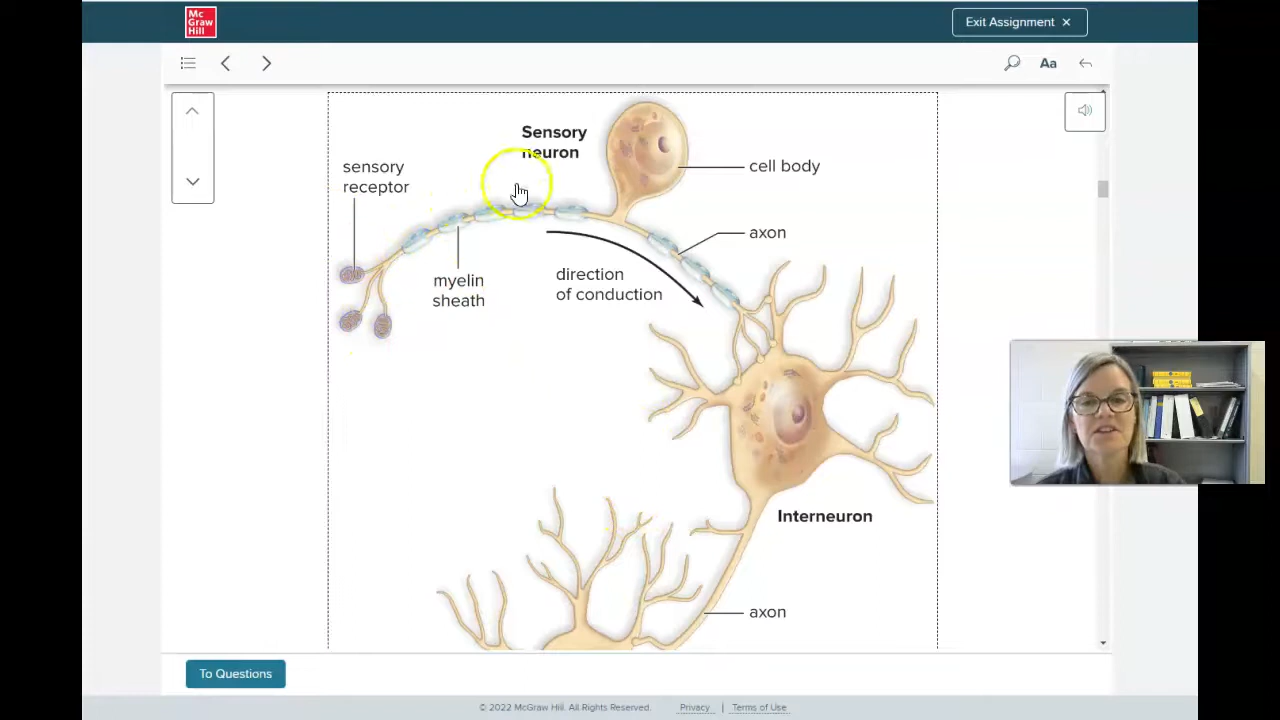 Mc
Graw
Hill
Exit Assignment ×
Aa
Sensory
neuron
sensory
receptor
cell body
axon
myelin
sheath
direction
of conduction
Interneuron
axon
To Questions
© 2022 McGraw Hill. All Rights Reserved. Privacy | Terms of Use